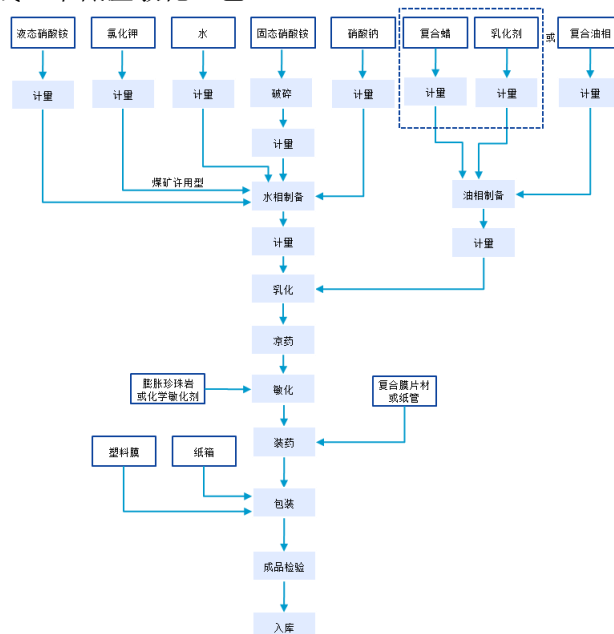 液态硝酸铵
氯化钾
水
固态硝酸铵
硝酸钠
复合蜡
乳化剂
或
复合油相
计量
计量
计量
破碎
计量
计量
计量
计量
计量
煤矿许用型
水相制备
油相制备
计量
计量
乳化
凉药
膨胀珍珠岩
或化学敏化剂
敏化
复合膜片材
或纸管
装药
塑料膜
纸箱
包装
成品检验
入库